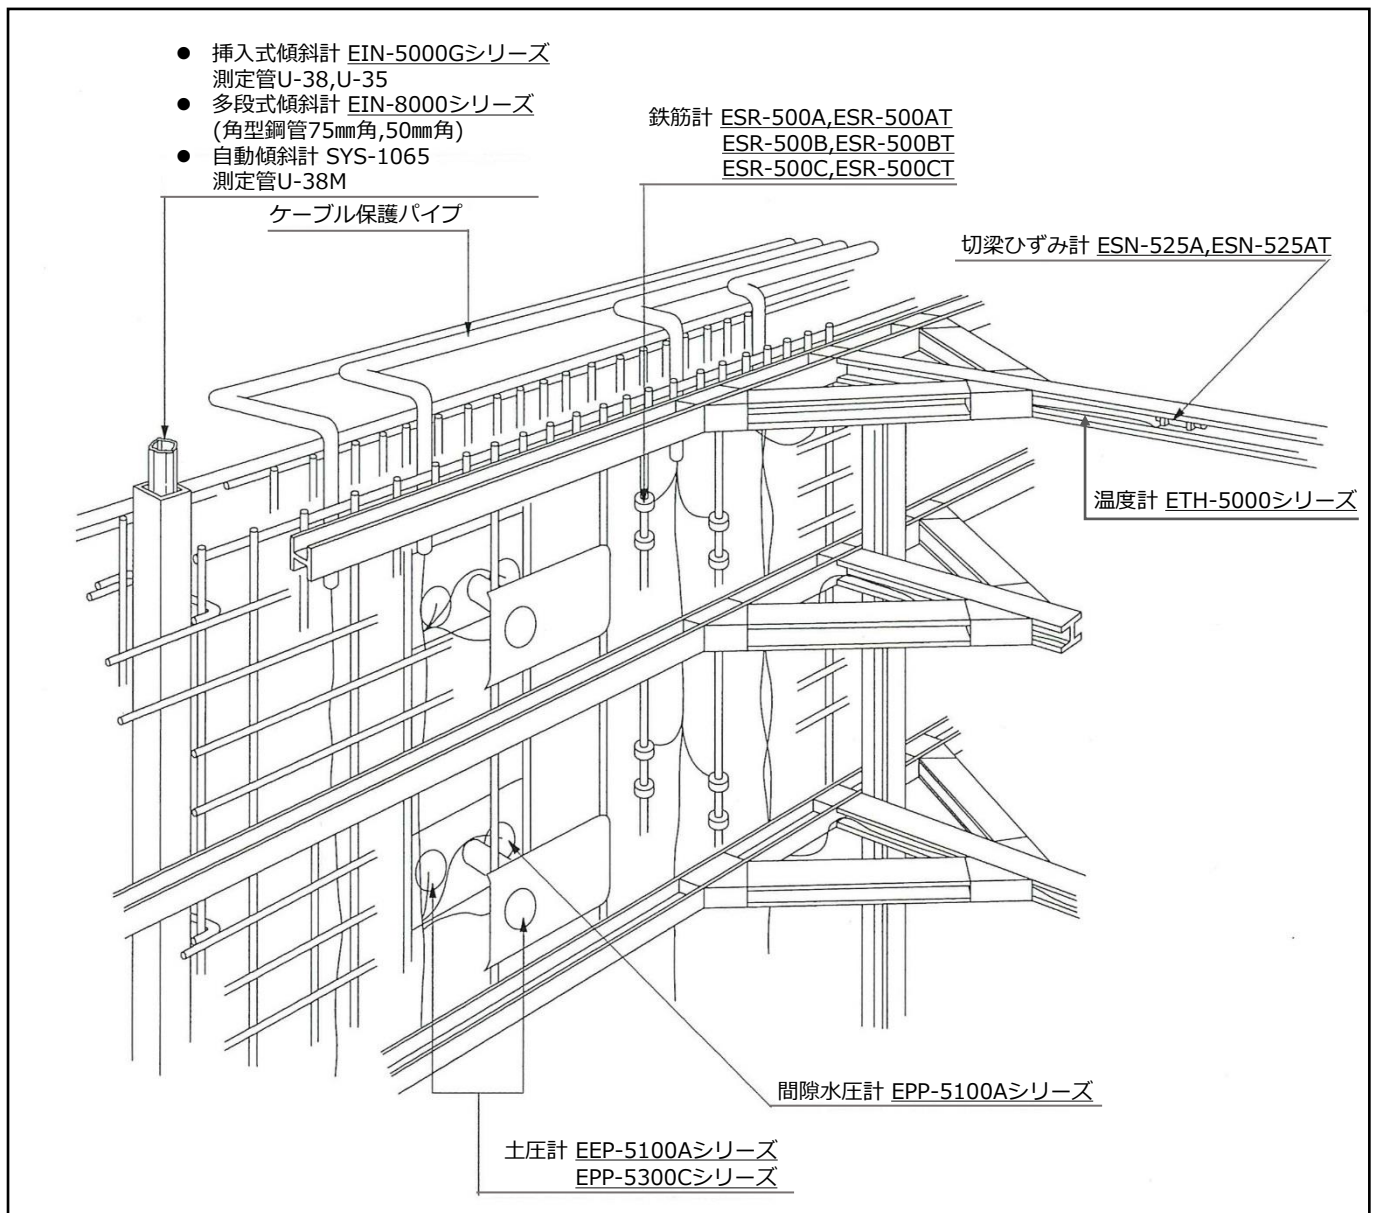 ● 挿入式傾斜計 EIN-5000Gシリーズ
測定管U-38,U-35
● 多段式傾斜計 EIN-8000シリーズ
(角型鋼管75㎜角,50㎜角)
● 自動傾斜計 SYS-1065
測定管U-38M
ケーブル保護パイプ
鉄筋計 ESR-500A,ESR-500AT
ESR-500B,ESR-500BT
ESR-500C,ESR-500CT
切梁ひずみ計 ESN-525A,ESN-525AT
温度計 ETH-5000シリーズ
間隙水圧計 EPP-5100Aシリーズ
土圧計 EEP-5100Aシリーズ
EPP-5300Cシリーズ